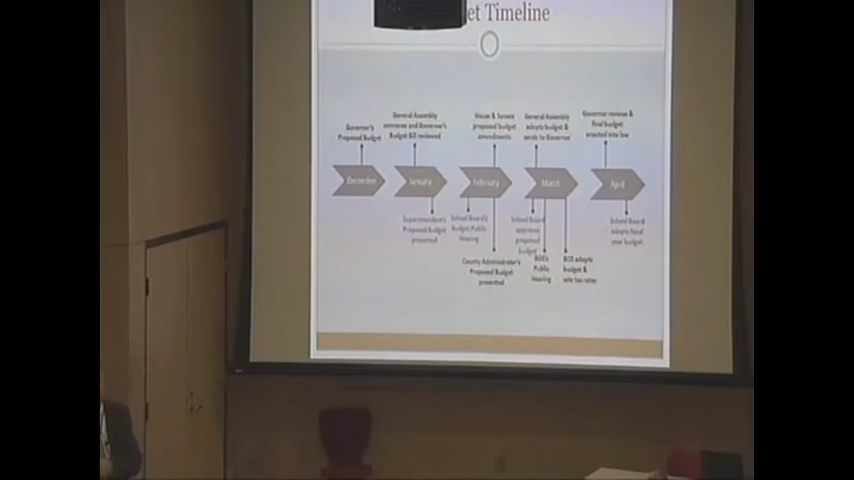 et Timeline
Governor's
Proposed Budget
General Assembly
convenes and Governor's
Budget Bill reviewed
House & Senate
proposed budget
amendments
General Assembly
adopts budget &
sends to Governor
Governor reviews &
final budget
enacted into law
December
January
February
March
April
Superintendent's
Proposed Budget
presented
School Board's
Budget Public
Hearing
County Administrator's
Proposed Budget
presented
School Board
approves
proposed
budget
BOS's
Public
Hearing
BOS adopts
budget &
sets tax rates
School Board
adopts fiscal
year budget